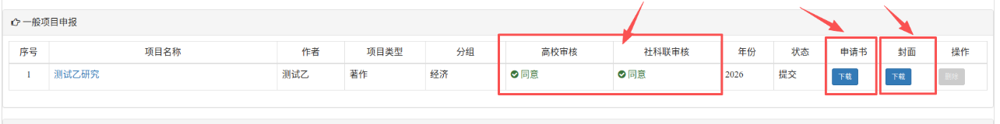 一般项目申报
序号 项目名称 作者 项目类型 分组 高校审核 社科联审核 年份 状态 申请书 封面 操作
1 测试乙研究 测试乙 著作 经济 同意 同意 2026 提交 下载 下载 删除